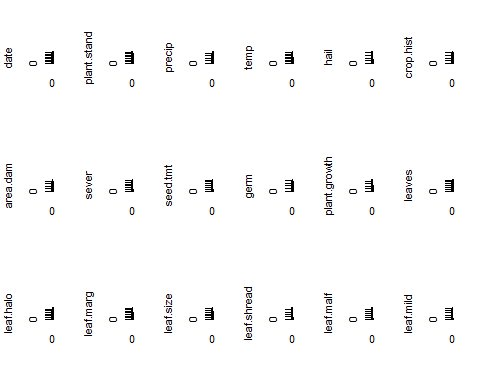 date 0 0 plant.stand 0 0 precip 0 0 temp 0 0 hail 0 0 crop.hist 0 0
area.dam 0 0 sever 0 0 seed.tmt 0 0 germ 0 0 plant.growth 0 0 leaves 0 0
leaf.halo 0 0 leaf.marg 0 0 leaf.size 0 0 leaf.shread 0 0 leaf.malf 0 0 leaf.mild 0 0